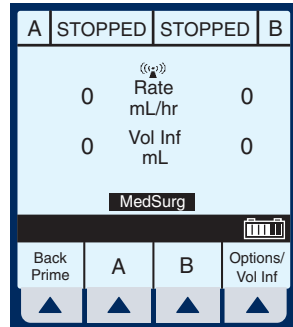 A STOPPED STOPPED B
0 Rate 0
mL/hr
0 Vol Inf 0
mL
MedSurg
Back Prime A B Options/ Vol Inf